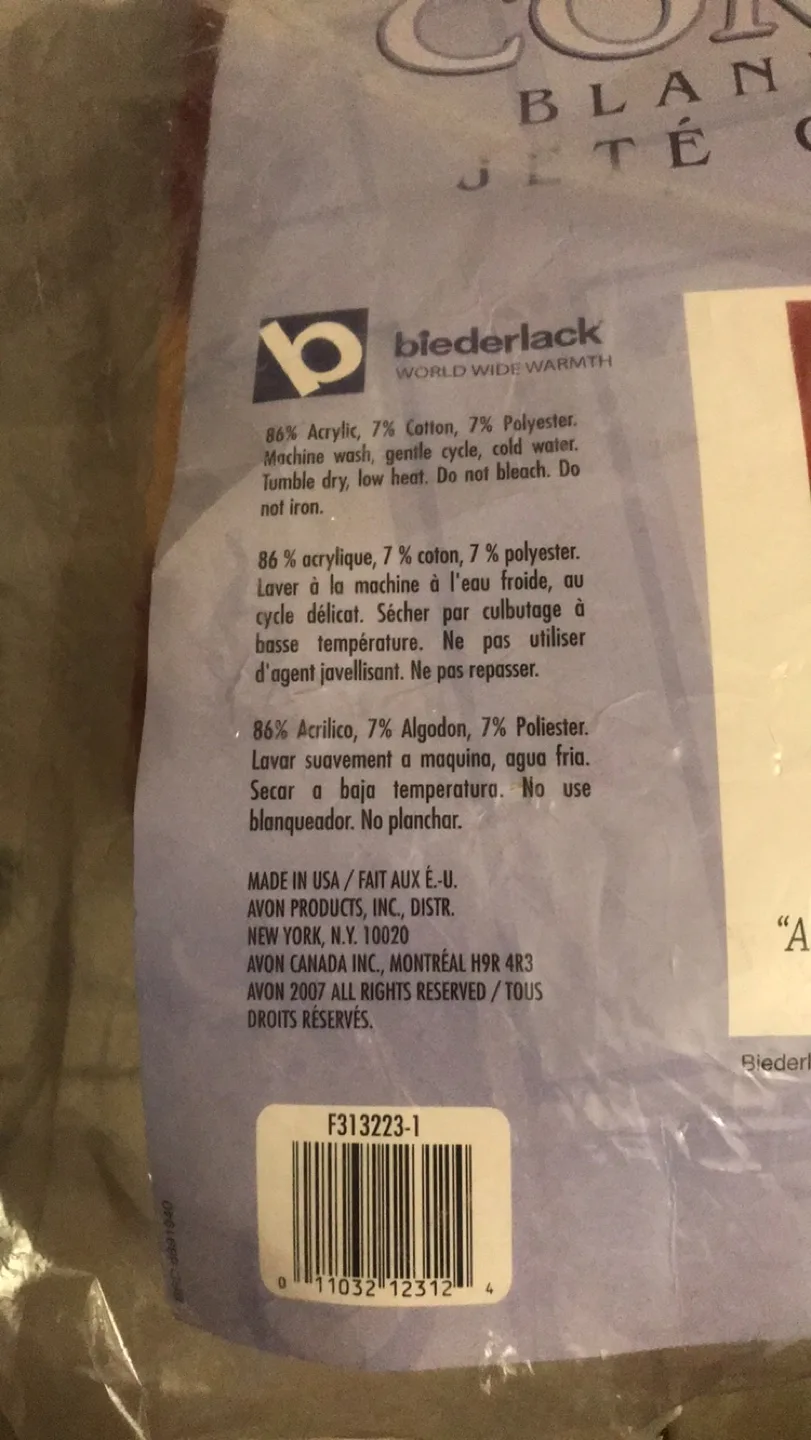 BLAN
JETÉ
b
biederlack
WORLD WIDE WARMTH
86% Acrylic, 7% Cotton, 7% Polyester.
Machine wash, gentle cycle, cold water.
Tumble dry, low heat. Do not bleach. Do
not iron.
86 % acrylique, 7 % coton, 7 % polyester.
Laver à la machine à l'eau froide, au
cycle délicat. Sécher par culbutage à
basse température. Ne pas utiliser
d'agent javellisant. Ne pas repasser.
86% Acrilico, 7% Algodon, 7% Poliester.
Lavar suavement a maquina, agua fria.
Secar a baja temperatura. No use
blanqueador. No planchar.
MADE IN USA / FAIT AUX É.-U.
AVON PRODUCTS, INC., DISTR.
NEW YORK, N.Y. 10020
AVON CANADA INC., MONTRÉAL H9R 4R3
AVON 2007 ALL RIGHTS RESERVED / TOUS
DROITS RÉSERVÉS.
“A
Biederl
F313223-1
0 11032 12312 4